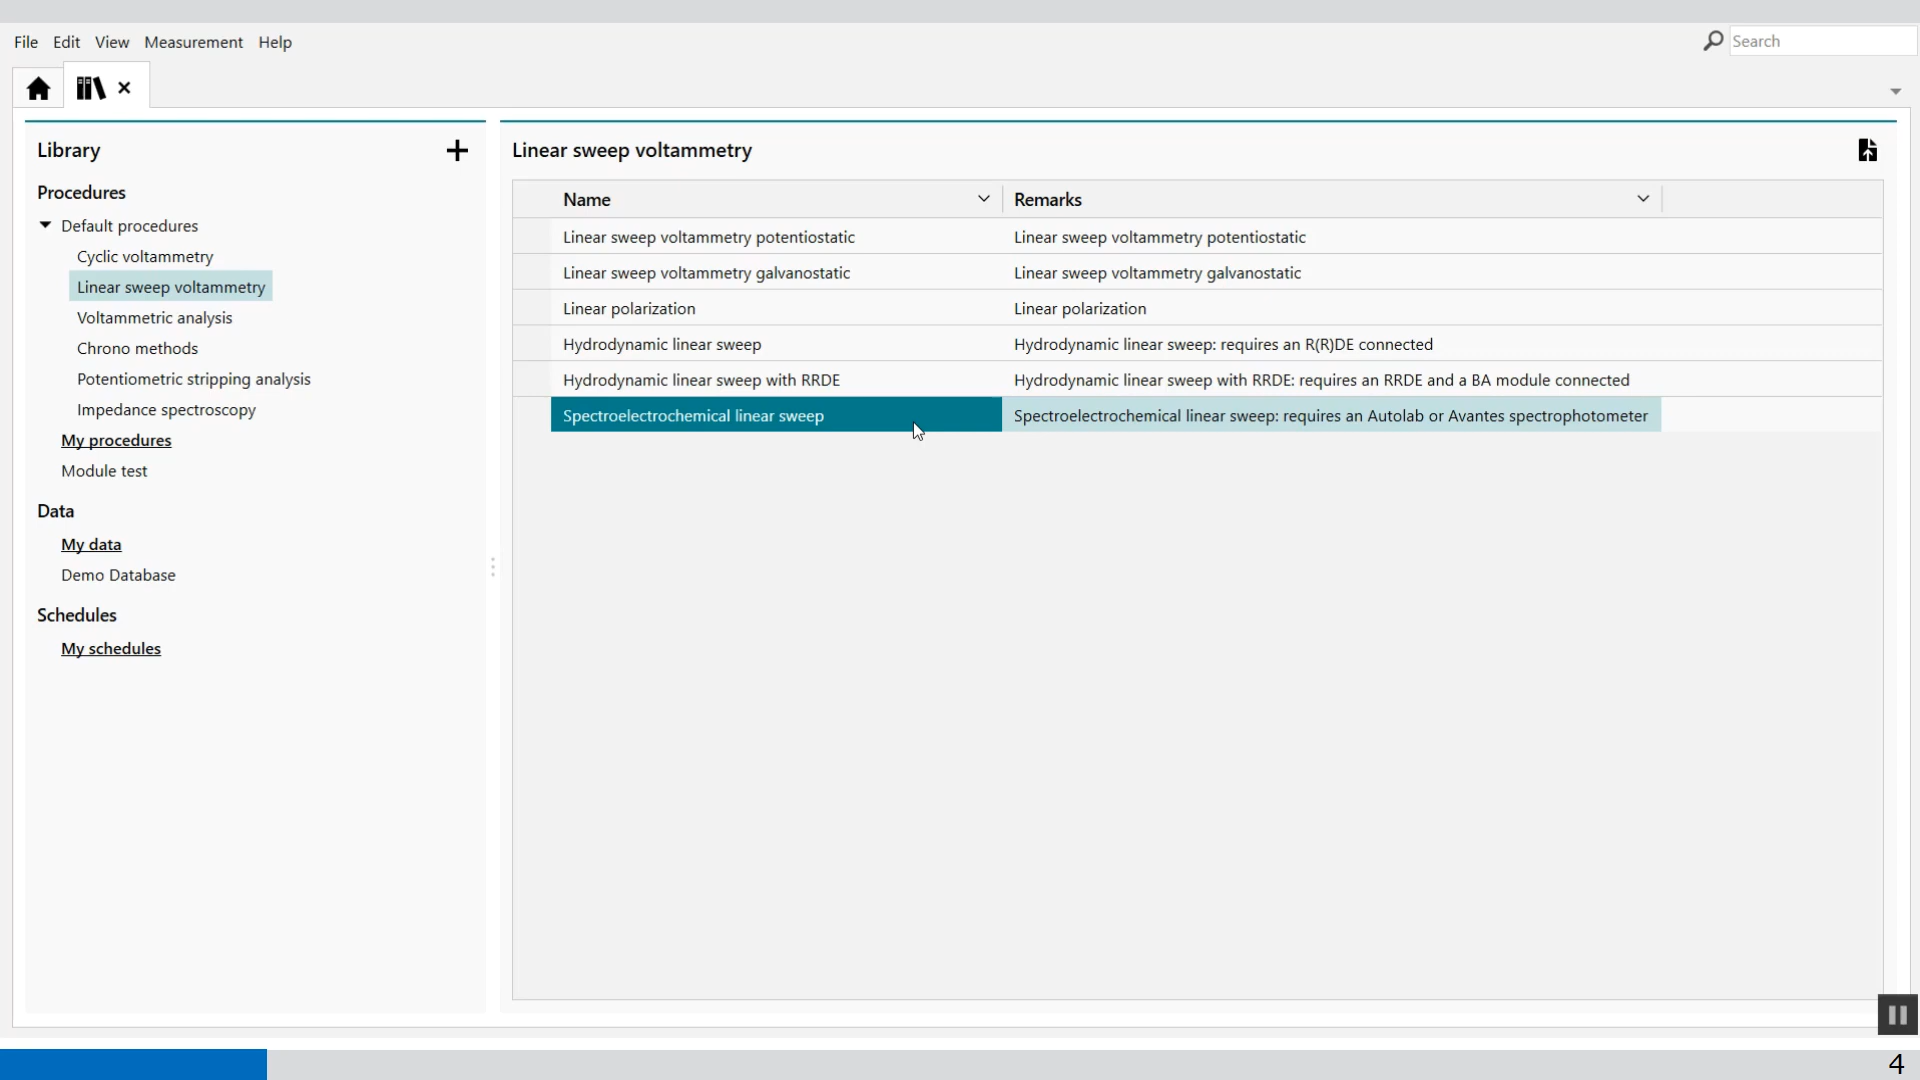 File Edit View Measurement Help
Search
Library
Procedures
Default procedures
Cyclic voltammetry
Linear sweep voltammetry
Voltammetric analysis
Chrono methods
Potentiometric stripping analysis
Impedance spectroscopy
My procedures
Module test
Data
My data
Demo Database
Schedules
My schedules
Linear sweep voltammetry
Name Remarks
Linear sweep voltammetry potentiostatic Linear sweep voltammetry potentiostatic
Linear sweep voltammetry galvanostatic Linear sweep voltammetry galvanostatic
Linear polarization Linear polarization
Hydrodynamic linear sweep Hydrodynamic linear sweep: requires an R(R)DE connected
Hydrodynamic linear sweep with RRDE Hydrodynamic linear sweep with RRDE: requires an RRDE and a BA module connected
Spectroelectrochemical linear sweep Spectroelectrochemical linear sweep: requires an Autolab or Avantes spectrophotometer
4